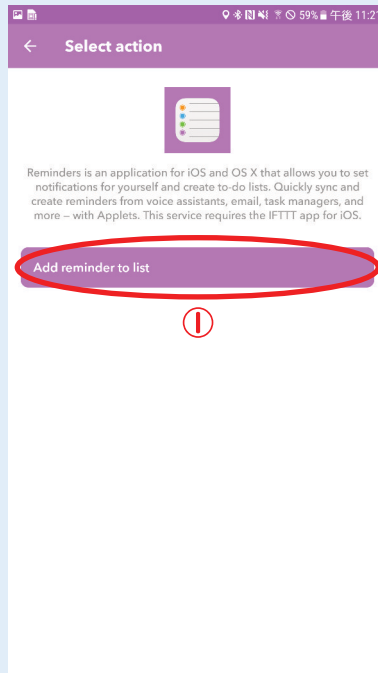 59% 午後 11:21
Select action
Reminders is an application for iOS and OS X that allows you to set
notifications for yourself and create to-do lists. Quickly sync and
create reminders from voice assistants, email, task managers, and
more – with Applets. This service requires the IFTTT app for iOS.
Add reminder to list
①